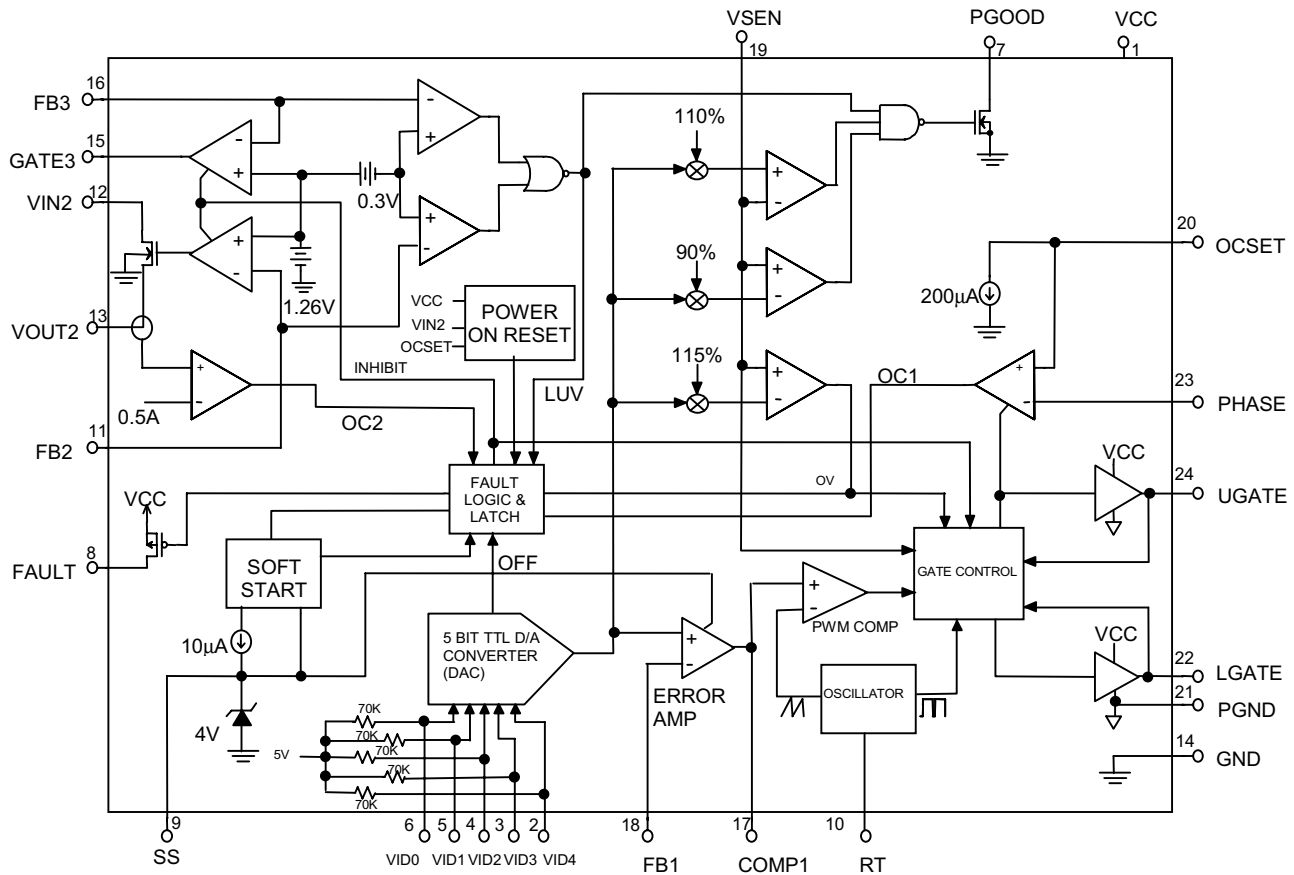 VSEN
19
PGOOD
7
VCC
1
16
FB3
15
GATE3
12
VIN2
13
VOUT2
11
FB2
8
FAULT
-
+
+
-
-
+
+
-
0.3V
1.26V
+
-
0.5A
OC2
INHIBIT
VCC
VIN2
OCSET
POWER
ON RESET
LUV
110%
90%
115%
+
-
+
-
+
-
200µA
20
OCSET
OC1
+
-
23
PHASE
VCC
24
UGATE
FAULT
LOGIC &
LATCH
OV
VCC
SOFT
START
OFF
GATE CONTROL
10µA
4V
5 BIT TTL D/A
CONVERTER
(DAC)
+
-
ERROR
AMP
+
-
PWM COMP
OSCILLATOR
VCC
22
LGATE
21
PGND
14
GND
5V
70K
70K
70K
70K
70K
9
SS
6
5
4
3
2
VID0
VID1
VID2
VID3
VID4
18
FB1
17
COMP1
10
RT